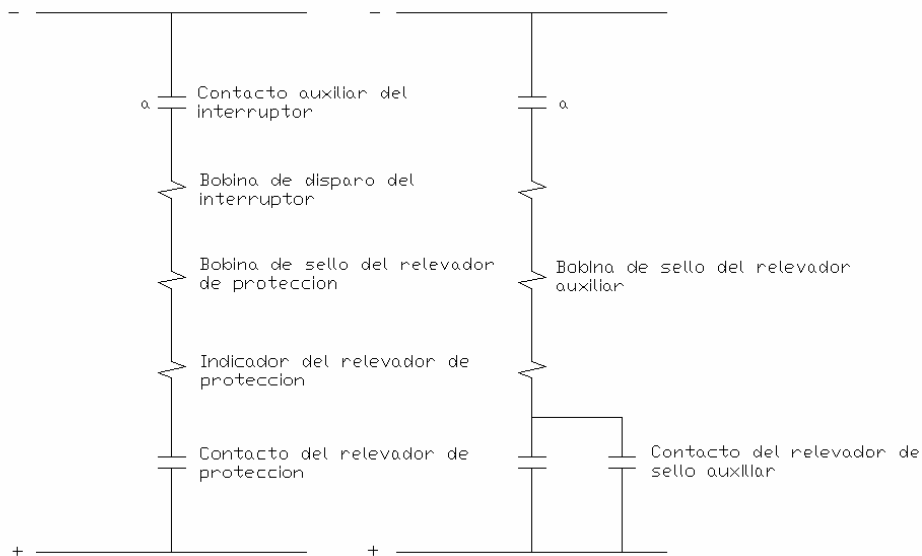 -
a
Contacto auxiliar del
interruptor
Bobina de disparo del
interruptor
Bobina de sello del relevador
de proteccion
Indicador del relevador de
proteccion
Contacto del relevador de
proteccion
+
-
a
Bobina de sello del relevador
auxiliar
Contacto del relevador de
sello auxiliar
+